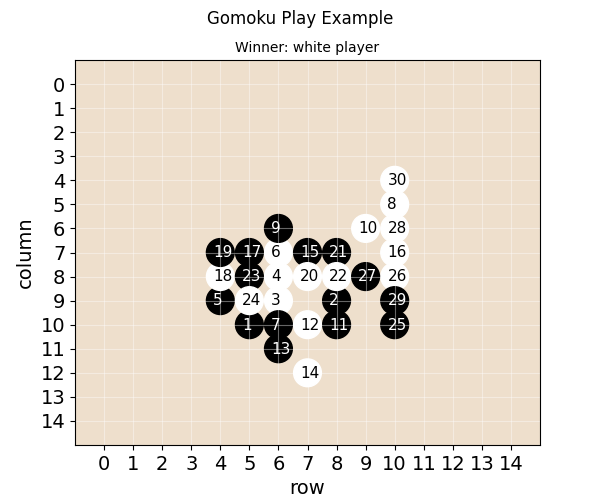 Gomoku Play Example
Winner: white player
column
0
1
2
3
4 30
5 8
6 9 10 28
7 19 17 6 15 21 16
8 18 23 4 20 22 27 26
9 5 24 3 2 29
10 1 7 12 11 25
11 13
12 14
13
14
0 1 2 3 4 5 6 7 8 9 10 11 12 13 14
row